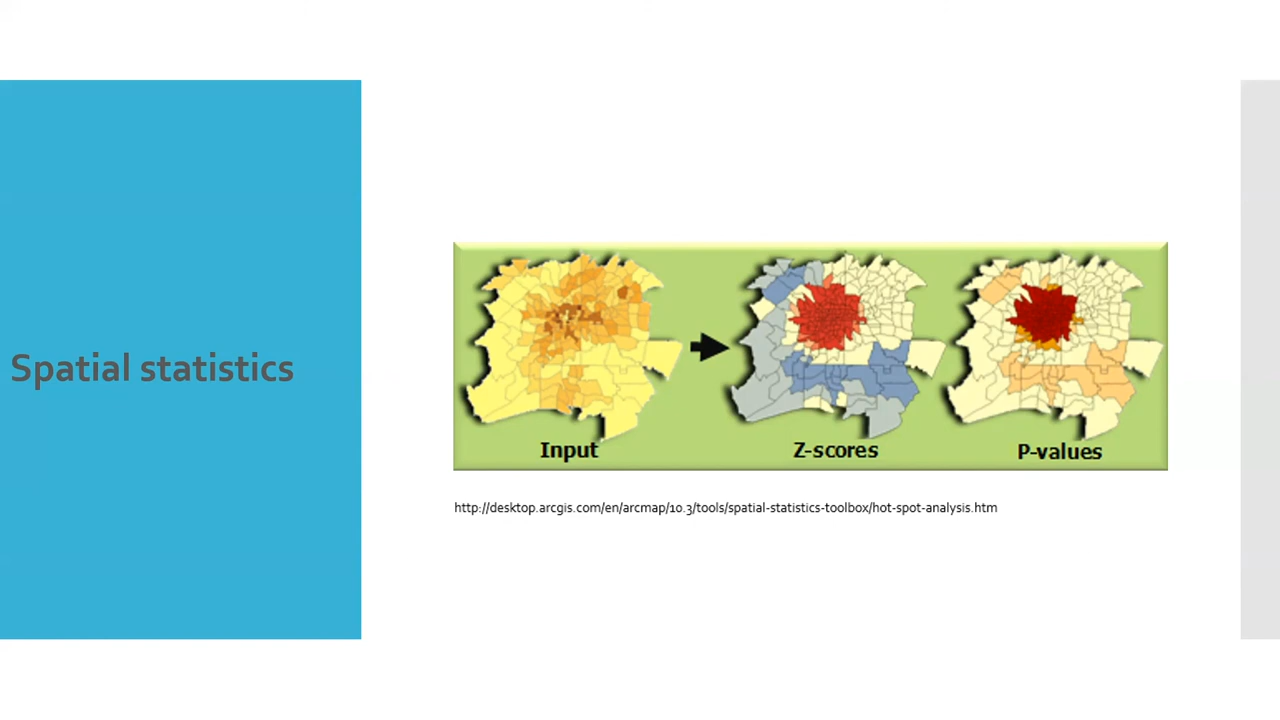 Spatial statistics
Input
Z-scores
P-values
http://desktop.arcgis.com/en/arcmap/10.3/tools/spatial-statistics-toolbox/hot-spot-analysis.htm